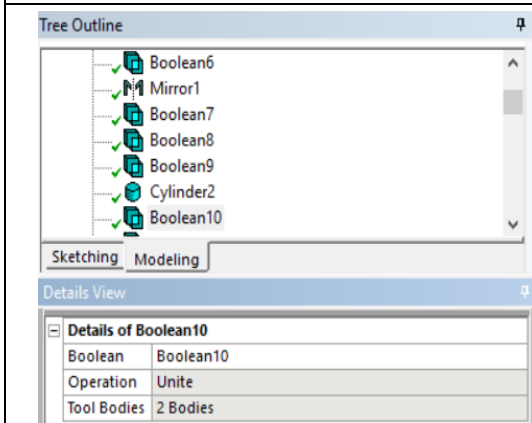 Tree Outline
Boolean6
Mirror1
Boolean7
Boolean8
Boolean9
Cylinder2
Boolean10
Sketching Modeling
Details View
Details of Boolean10
Boolean Boolean10
Operation Unite
Tool Bodies 2 Bodies